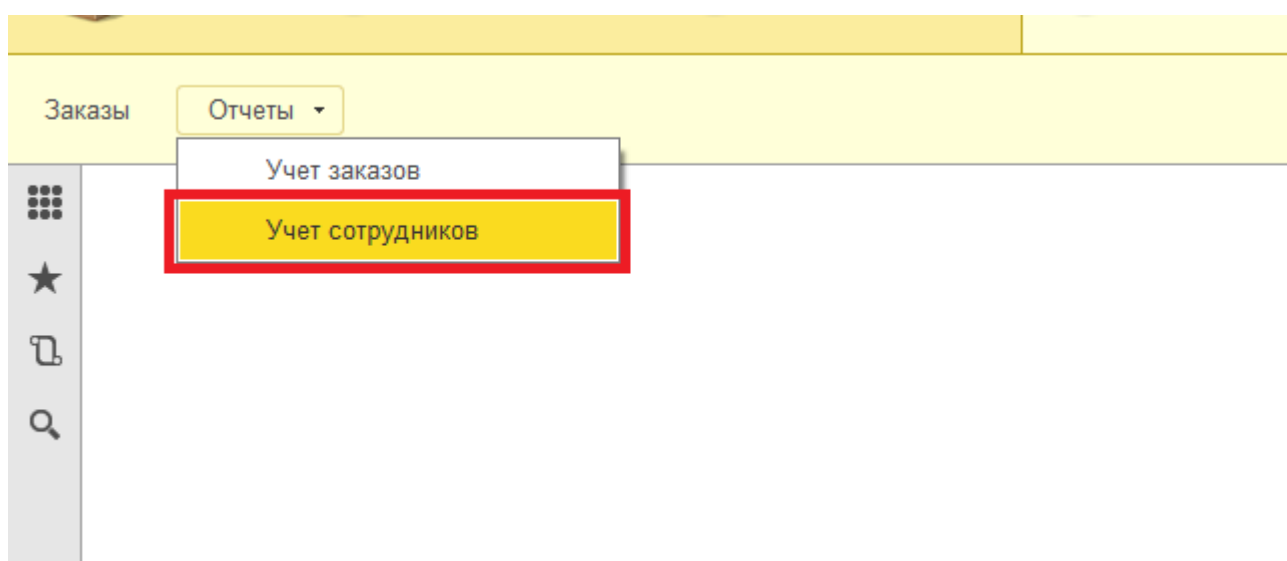 Заказы Отчеты
Учет заказов
Учет сотрудников